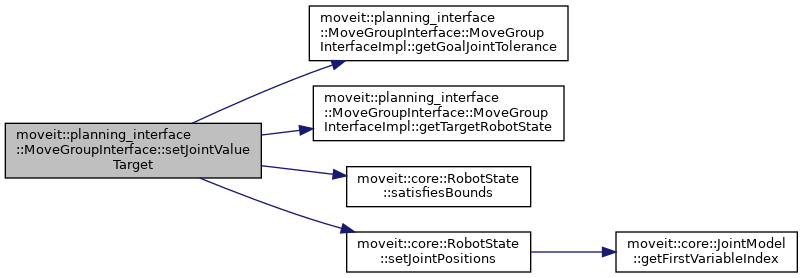 moveit::planning_interface
::MoveGroupInterface::MoveGroup
InterfaceImpl::getGoalJointTolerance
moveit::planning_interface
::MoveGroupInterface::MoveGroup
InterfaceImpl::getTargetRobotState
moveit::planning_interface
::MoveGroupInterface::setJointValue
Target
moveit::core::RobotState
::satisfiesBounds
moveit::core::RobotState
::setJointPositions
moveit::core::JointModel
::getFirstVariableIndex